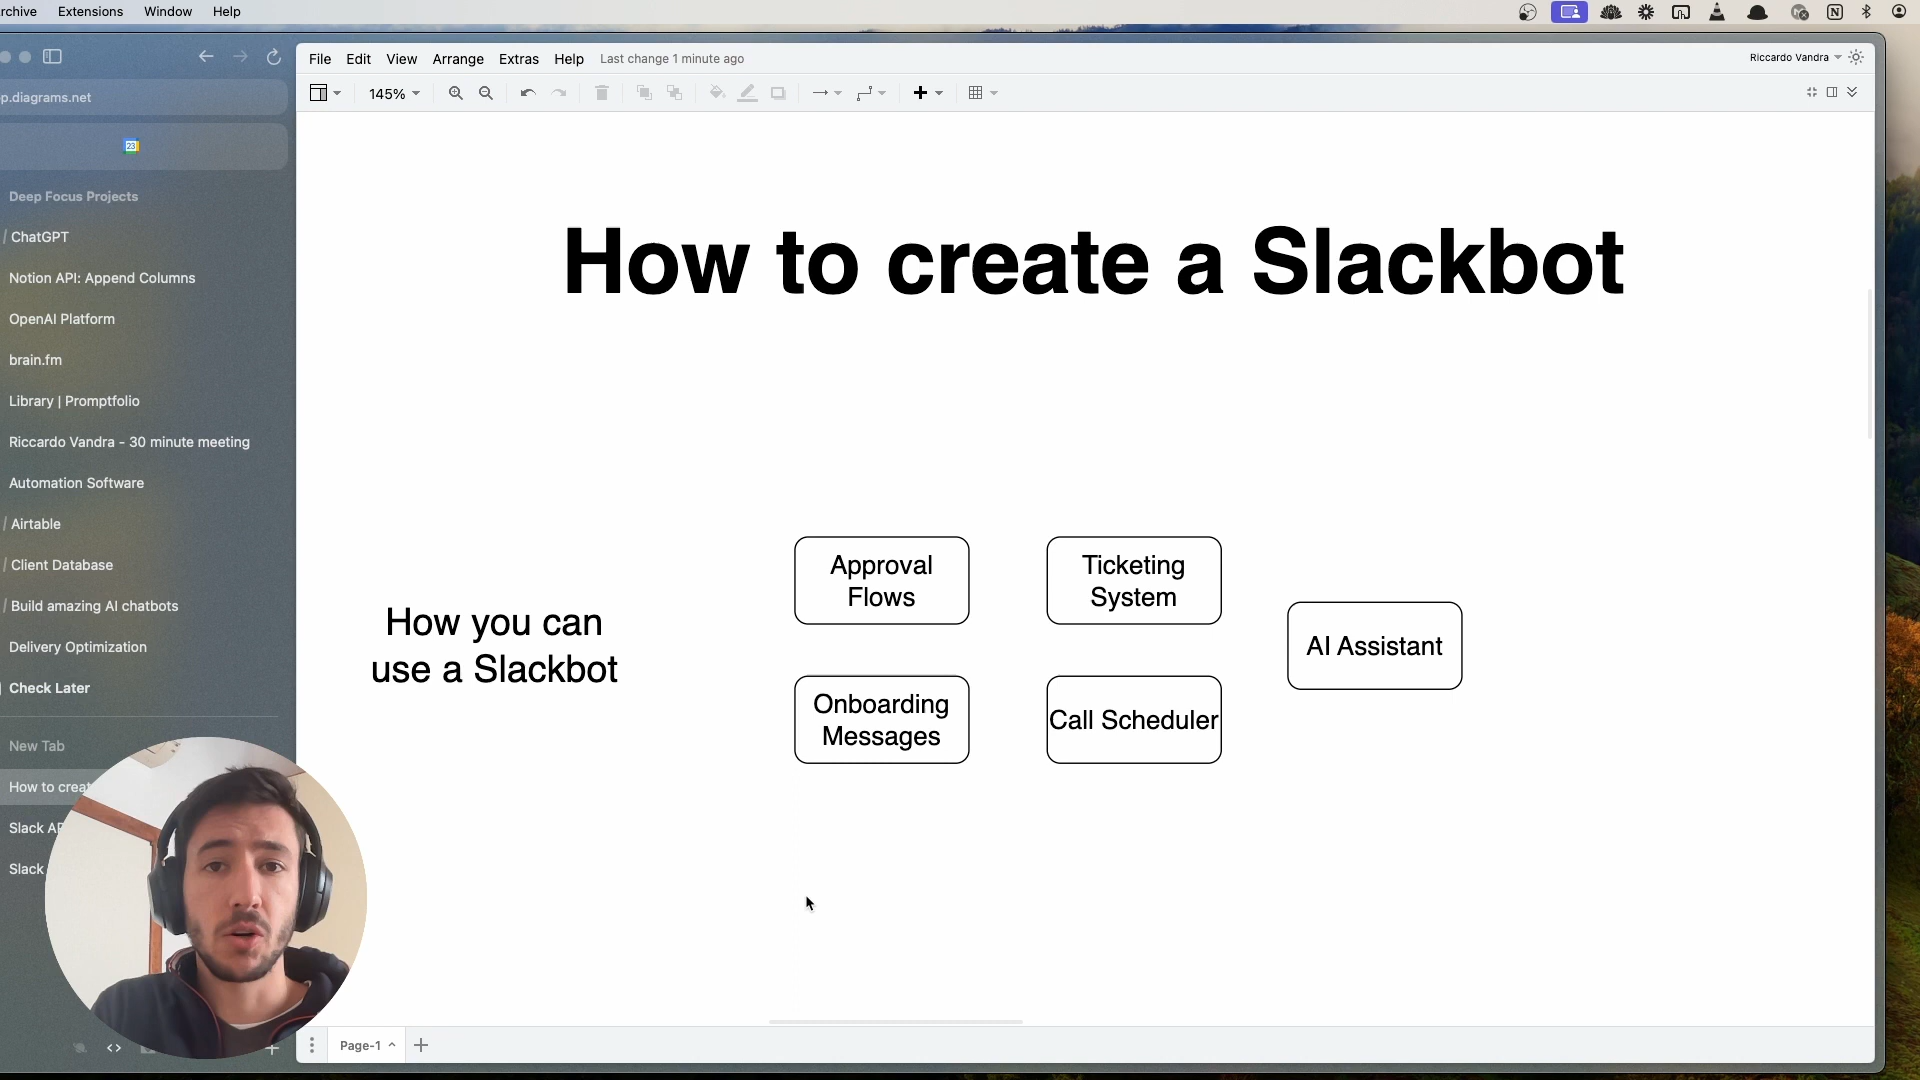 Extensions
Window
Help
File
Edit
View
Arrange
Extras
Help
Last change 1 minute ago
Riccardo Vandra
145%
p.diagrams.net
23
Deep Focus Projects
/ ChatGPT
Notion API: Append Columns
OpenAI Platform
brain.fm
Library | Promptfolio
Riccardo Vandra - 30 minute meeting
Automation Software
/ Airtable
/ Client Database
/ Build amazing AI chatbots
Delivery Optimization
Check Later
New Tab
How to creat
Slack AP
Slack
How to create a Slackbot
How you can
use a Slackbot
Approval
Flows
Ticketing
System
AI Assistant
Onboarding
Messages
Call Scheduler
Page-1